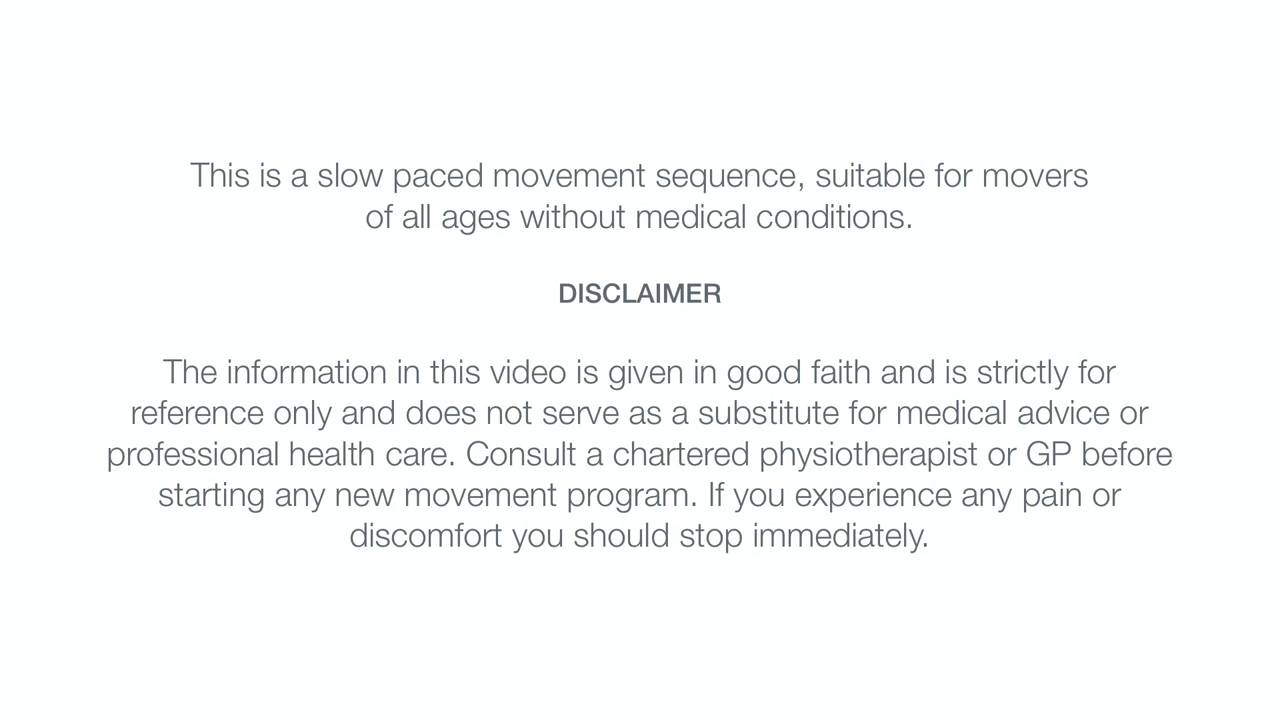 This is a slow paced movement sequence, suitable for movers
of all ages without medical conditions.
DISCLAIMER
The information in this video is given in good faith and is strictly for
reference only and does not serve as a substitute for medical advice or
professional health care. Consult a chartered physiotherapist or GP before
starting any new movement program. If you experience any pain or
discomfort you should stop immediately.